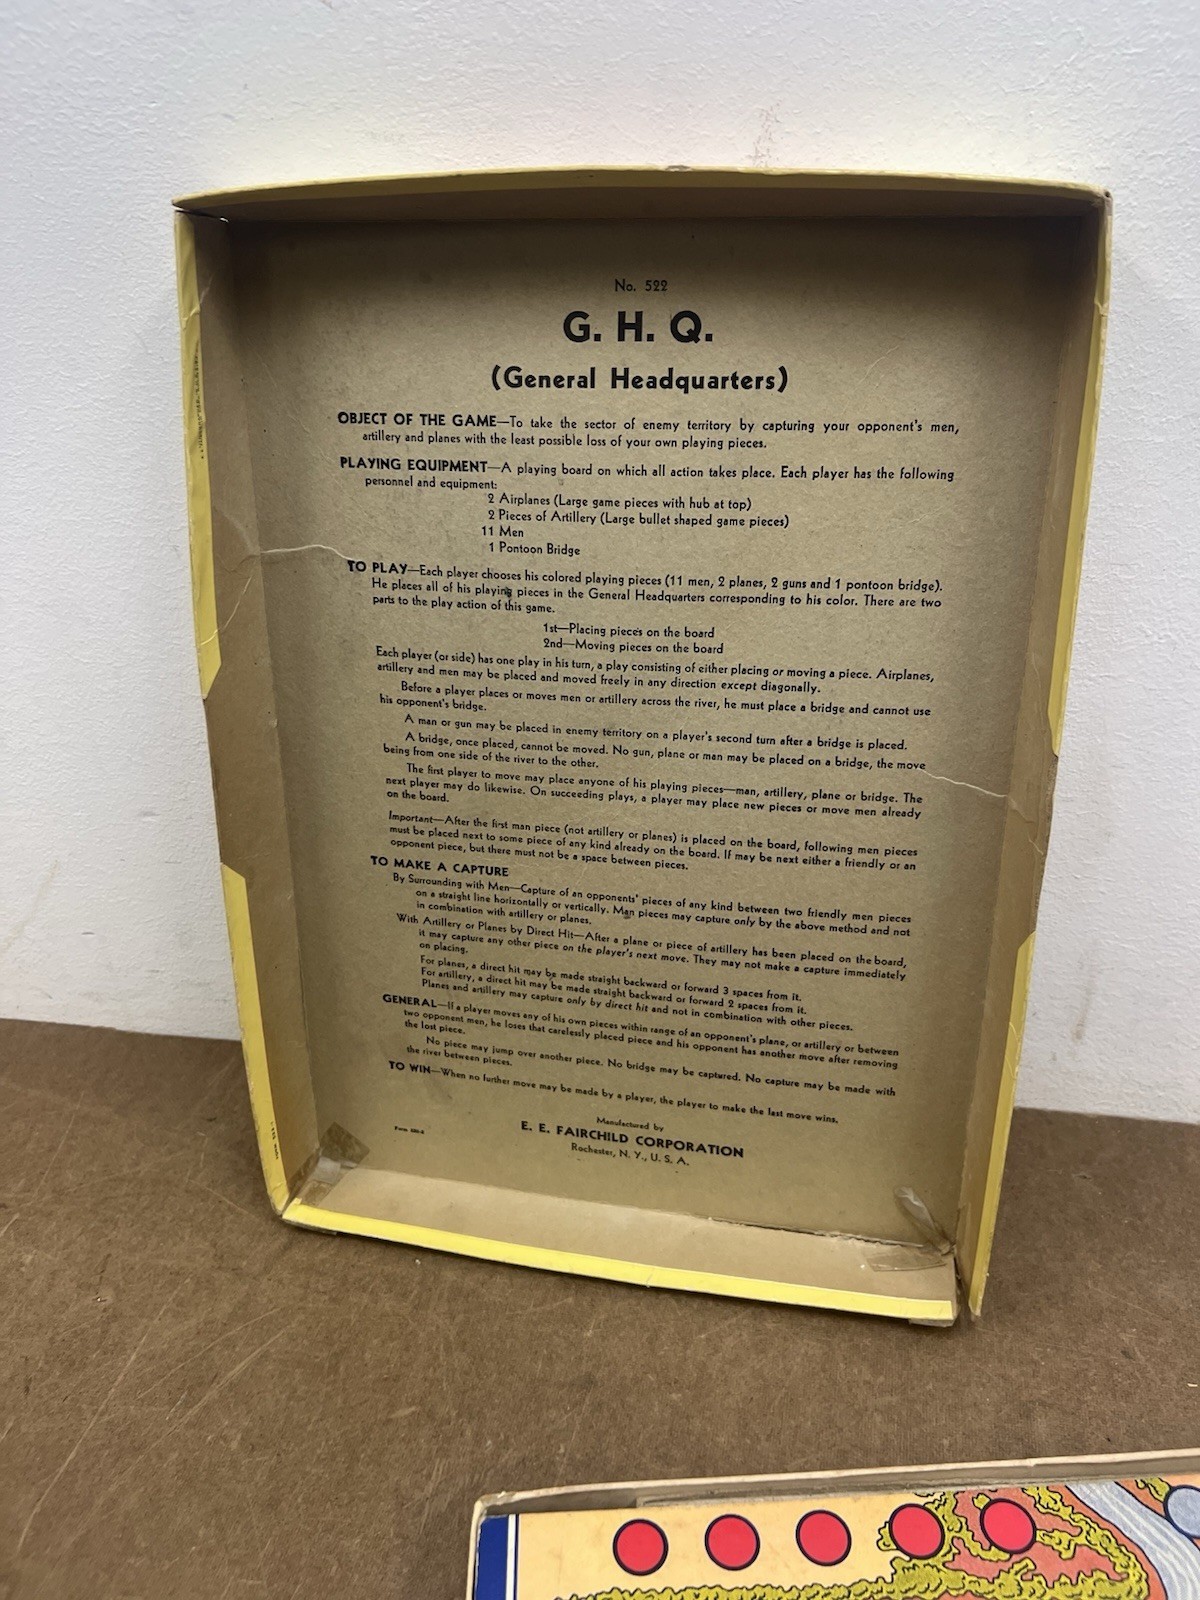 No. 522
G. H. Q.
(General Headquarters)
OBJECT OF THE GAME—To take the sector of enemy territory by capturing your opponent's men,
artillery and planes with the least possible loss of your own playing pieces.
PLAYING EQUIPMENT—A playing board on which all action takes place. Each player has the following
personnel and equipment:
2 Airplanes (Large game pieces with hub at top)
2 Pieces of Artillery (Large bullet shaped game pieces)
11 Men
1 Pontoon Bridge
TO PLAY—Each player chooses his colored playing pieces (11 men, 2 planes, 2 guns and 1 pontoon bridge).
He places all of his playing pieces in the General Headquarters corresponding to his color. There are two
parts to the play action of this game.
1st—Placing pieces on the board
2nd—Moving pieces on the board
Each player (or side) has one play in his turn, a play consisting of either placing or moving a piece. Airplanes,
artillery and men may be placed and moved freely in any direction except diagonally.
Before a player places or moves men or artillery across the river, he must place a bridge and cannot use
his opponent's bridge.
A man or gun may be placed in enemy territory on a player's second turn after a bridge is placed.
A bridge, once placed, cannot be moved. No gun, plane or man may be placed on a bridge, the move
being from one side of the river to the other.
The first player to move may place anyone of his playing pieces—man, artillery, plane or bridge. The
next player may do likewise. On succeeding plays, a player may place new pieces or move men already
on the board.
Important—After the first man piece (not artillery or planes) is placed on the board, following men pieces
must be placed next to some piece of any kind already on the board. If may be next either a friendly or an
opponent piece, but there must not be a space between pieces.
TO MAKE A CAPTURE
By Surrounding with Men—Capture of an opponents' pieces of any kind between two friendly men pieces
on a straight line horizontally or vertically. Man pieces may capture only by the above method and not
in combination with artillery or planes.
With Artillery or Planes by Direct Hit—After a plane or piece of artillery has been placed on the board,
it may capture any other piece on the player's next move. They may not make a capture immediately
on placing.
For planes, a direct hit may be made straight backward or forward 3 spaces from it.
For artillery, a direct hit may be made straight backward or forward 2 spaces from it.
Planes and artillery may capture only by direct hit and not in combination with other pieces.
GENERAL—If a player moves any of his own pieces within range of an opponent's plane, or artillery or between
two opponent men, he loses that carelessly placed piece and his opponent has another move after removing
the lost piece.
No piece may jump over another piece. No bridge may be captured. No capture may be made with
the river between pieces.
TO WIN—When no further move may be made by a player, the player to make the last move wins.
Manufactured by
E. E. FAIRCHILD CORPORATION
Rochester, N. Y., U. S. A.